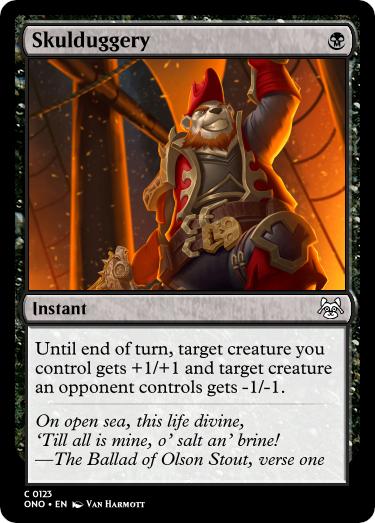 Skulduggery
Instant
Until end of turn, target creature you
control gets +1/+1 and target creature
an opponent controls gets -1/-1.
On open sea, this life divine,
‘Till all is mine, o’ salt an’ brine!
—The Ballad of Olson Stout, verse one
C 0123
ONO • EN Van Harmott